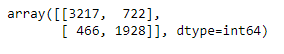 array([[3217,  722],
       [ 466, 1928]], dtype=int64)